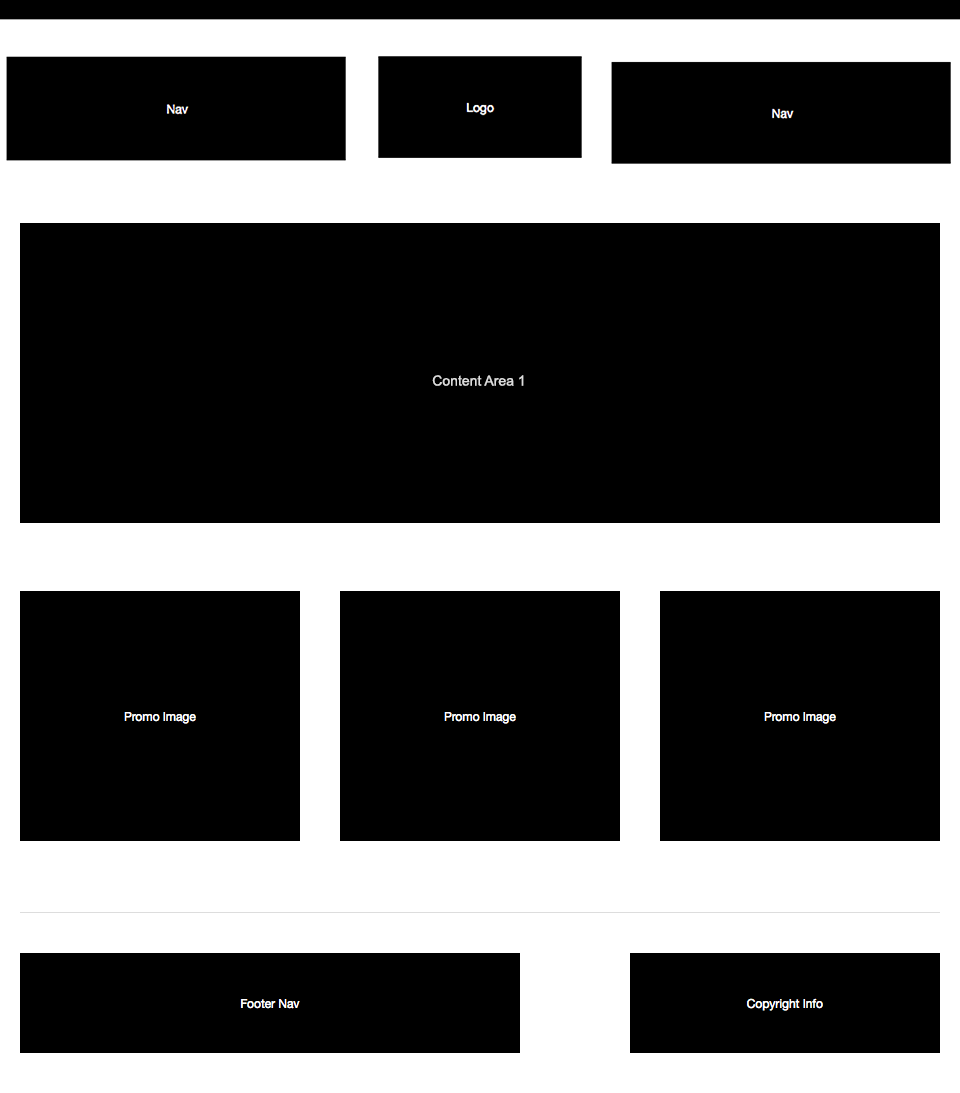 Nav
Logo
Nav
Content Area 1
Promo Image
Promo Image
Promo Image
Footer Nav
Copyright Info